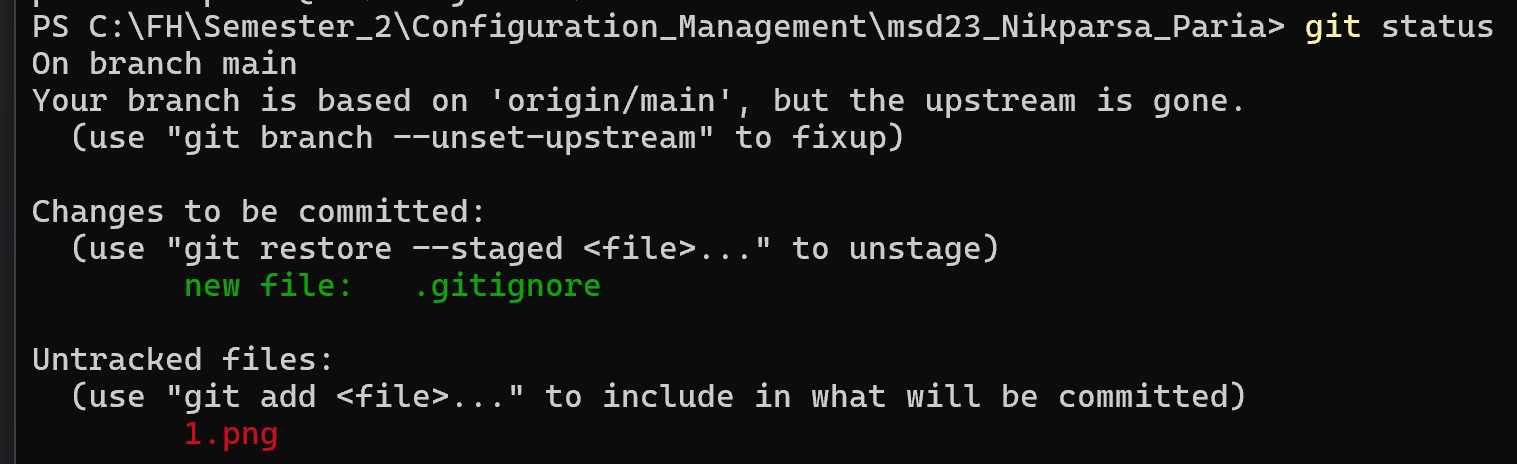 PS C:\FH\Semester_2\Configuration_Management\msd23_Nikparsa_Paria> git status
On branch main
Your branch is based on 'origin/main', but the upstream is gone.
  (use "git branch --unset-upstream" to fixup)

Changes to be committed:
  (use "git restore --staged <file>..." to unstage)
        new file:   .gitignore

Untracked files:
  (use "git add <file>..." to include in what will be committed)
        1.png